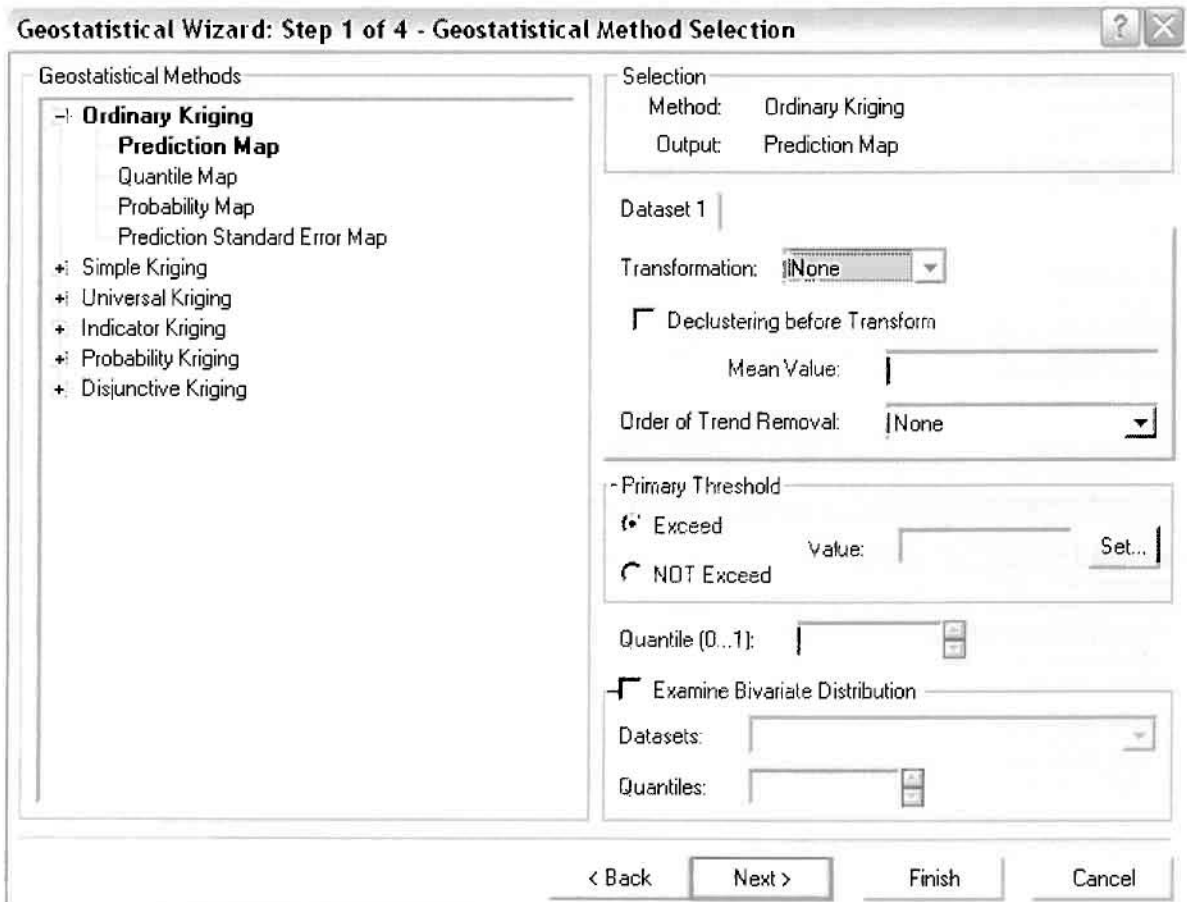 Geostatistical Wizard: Step 1 of 4 - Geostatistical Method Selection
Geostatistical Methods
Ordinary Kriging
Prediction Map
Quantile Map
Probability Map
Prediction Standard Error Map
Simple Kriging
Universal Kriging
Indicator Kriging
Probability Kriging
Disjunctive Kriging
Selection
Method: Ordinary Kriging
Output: Prediction Map
Dataset 1
Transformation: None
Declustering before Transform
Mean Value:
Order of Trend Removal: None
Primary Threshold
Exceed
Value:
Set...
NOT Exceed
Quantile (0...1):
Examine Bivariate Distribution
Datasets:
Quantiles:
< Back
Next >
Finish
Cancel